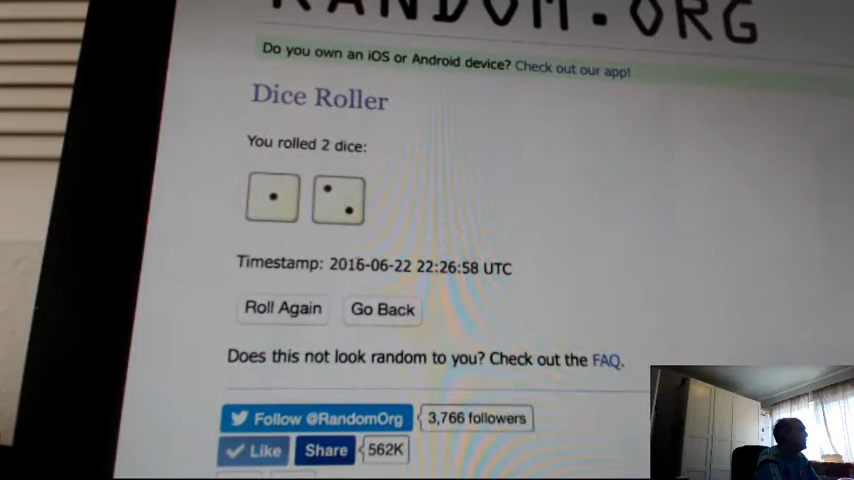 RANDOM.ORG
Do you own an iOS or Android device? Check out our app!
Dice Roller
You rolled 2 dice:
Timestamp: 2016-06-22 22:26:58 UTC
Roll Again Go Back
Does this not look random to you? Check out the FAQ.
Follow @RandomOrg 3,766 followers
Like Share 562K